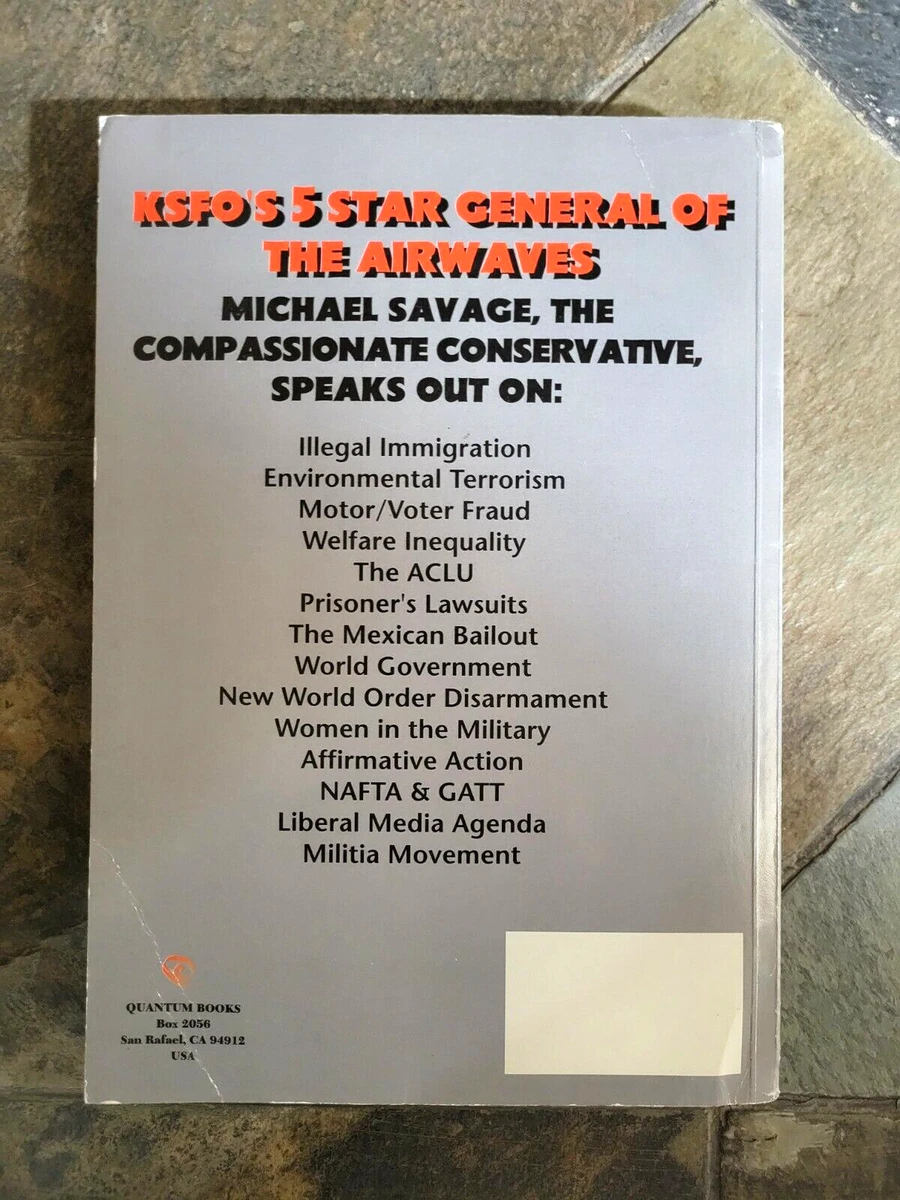 KSFO'S 5 STAR GENERAL OF
THE AIRWAVES
MICHAEL SAVAGE, THE
COMPASSIONATE CONSERVATIVE,
SPEAKS OUT ON:
Illegal Immigration
Environmental Terrorism
Motor/Voter Fraud
Welfare Inequality
The ACLU
Prisoner's Lawsuits
The Mexican Bailout
World Government
New World Order Disarmament
Women in the Military
Affirmative Action
NAFTA & GATT
Liberal Media Agenda
Militia Movement
QUANTUM BOOKS
Box 2056
San Rafael, CA 94912
USA